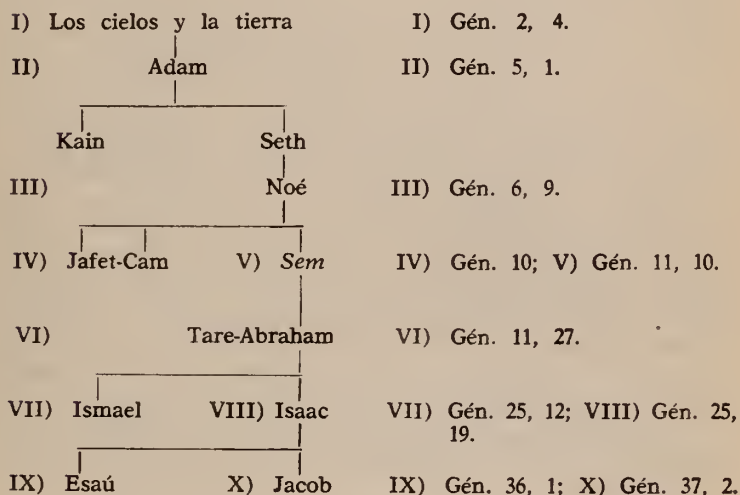 I) Los cielos y la tierra I) Gén. 2, 4.
II) Adam II) Gén. 5, 1.
Kain Seth
III) Noé III) Gén. 6, 9.
IV) Jafet-Cam V) Sem IV) Gén. 10; V) Gén. 11, 10.
VI) Tare-Abraham VI) Gén. 11, 27.
VII) Ismael VIII) Isaac VII) Gén. 25, 12; VIII) Gén. 25,
19.
IX) Esaú X) Jacob IX) Gén. 36, 1; X) Gén. 37, 2.